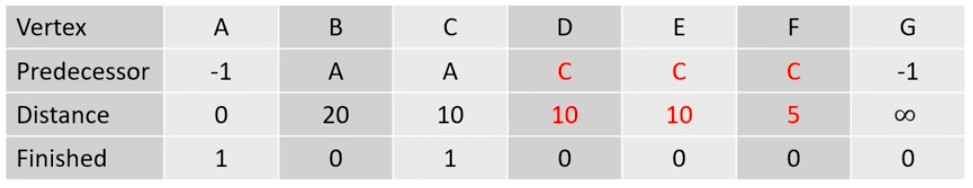 Vertex A B C D E F G
Predecessor -1 A A C C C -1
Distance 0 20 10 10 10 5 ∞
Finished 1 0 1 0 0 0 0